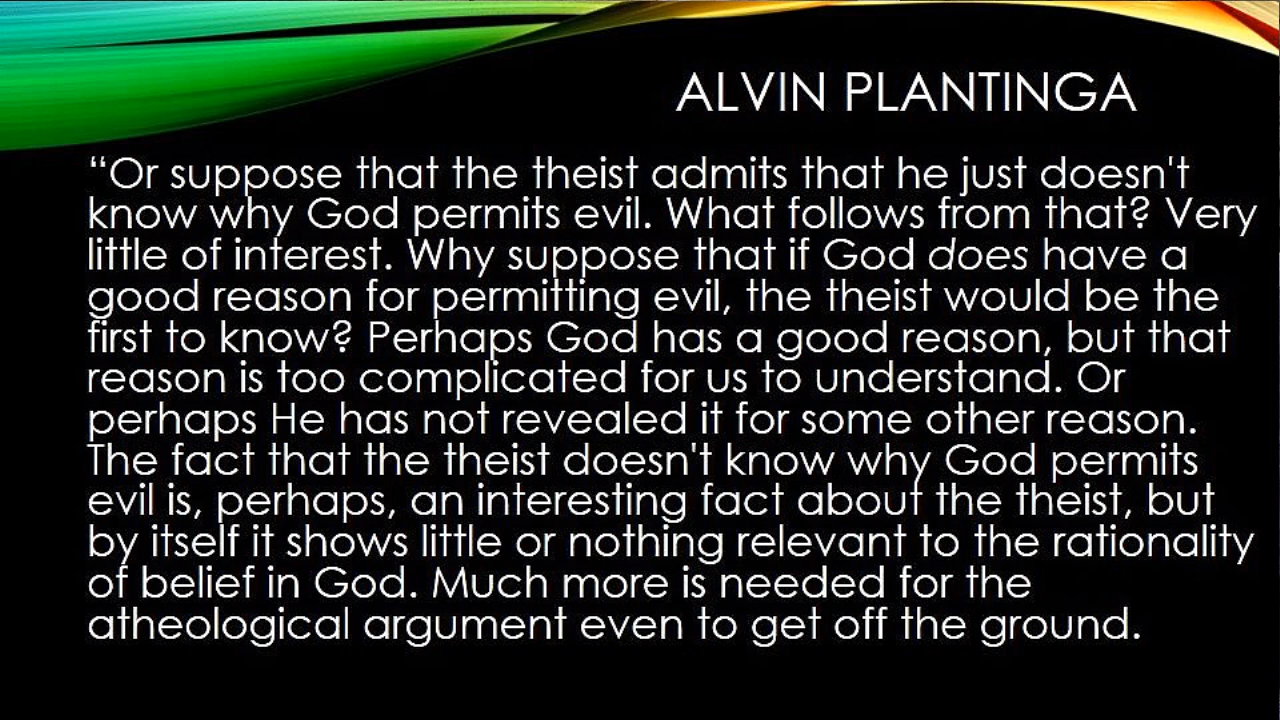 ALVIN PLANTINGA
“Or suppose that the theist admits that he just doesn't
know why God permits evil. What follows from that? Very
little of interest. Why suppose that if God does have a
good reason for permitting evil, the theist would be the
first to know? Perhaps God has a good reason, but that
reason is too complicated for us to understand. Or
perhaps He has not revealed it for some other reason.
The fact that the theist doesn't know why God permits
evil is, perhaps, an interesting fact about the theist, but
by itself it shows little or nothing relevant to the rationality
of belief in God. Much more is needed for the
atheological argument even to get off the ground.